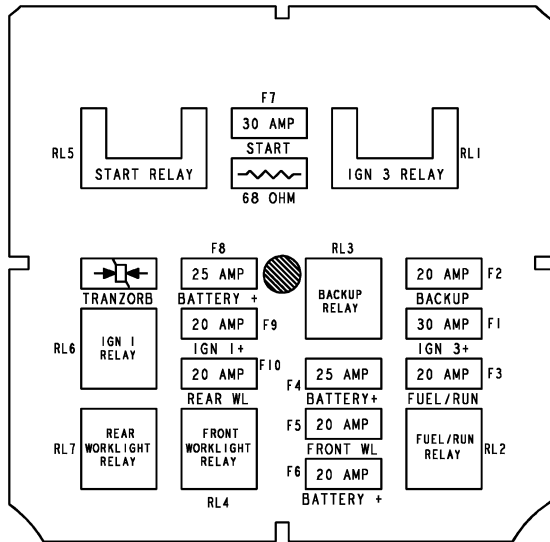 F7
30 AMP
START
68 OHM
RL5
START RELAY
IGN 3 RELAY
RL1
TRANZORB
F8
25 AMP
BATTERY +
RL3
BACKUP
RELAY
20 AMP
F2
BACKUP
RL6
IGN 1
RELAY
20 AMP
F9
IGN 1+
30 AMP
F1
IGN 3+
F10
20 AMP
REAR WL
F4
25 AMP
BATTERY+
20 AMP
F3
FUEL/RUN
RL7
REAR
WORKLIGHT
RELAY
FRONT
WORKLIGHT
RELAY
RL4
F5
20 AMP
FRONT WL
F6
20 AMP
BATTERY +
FUEL/RUN
RELAY
RL2